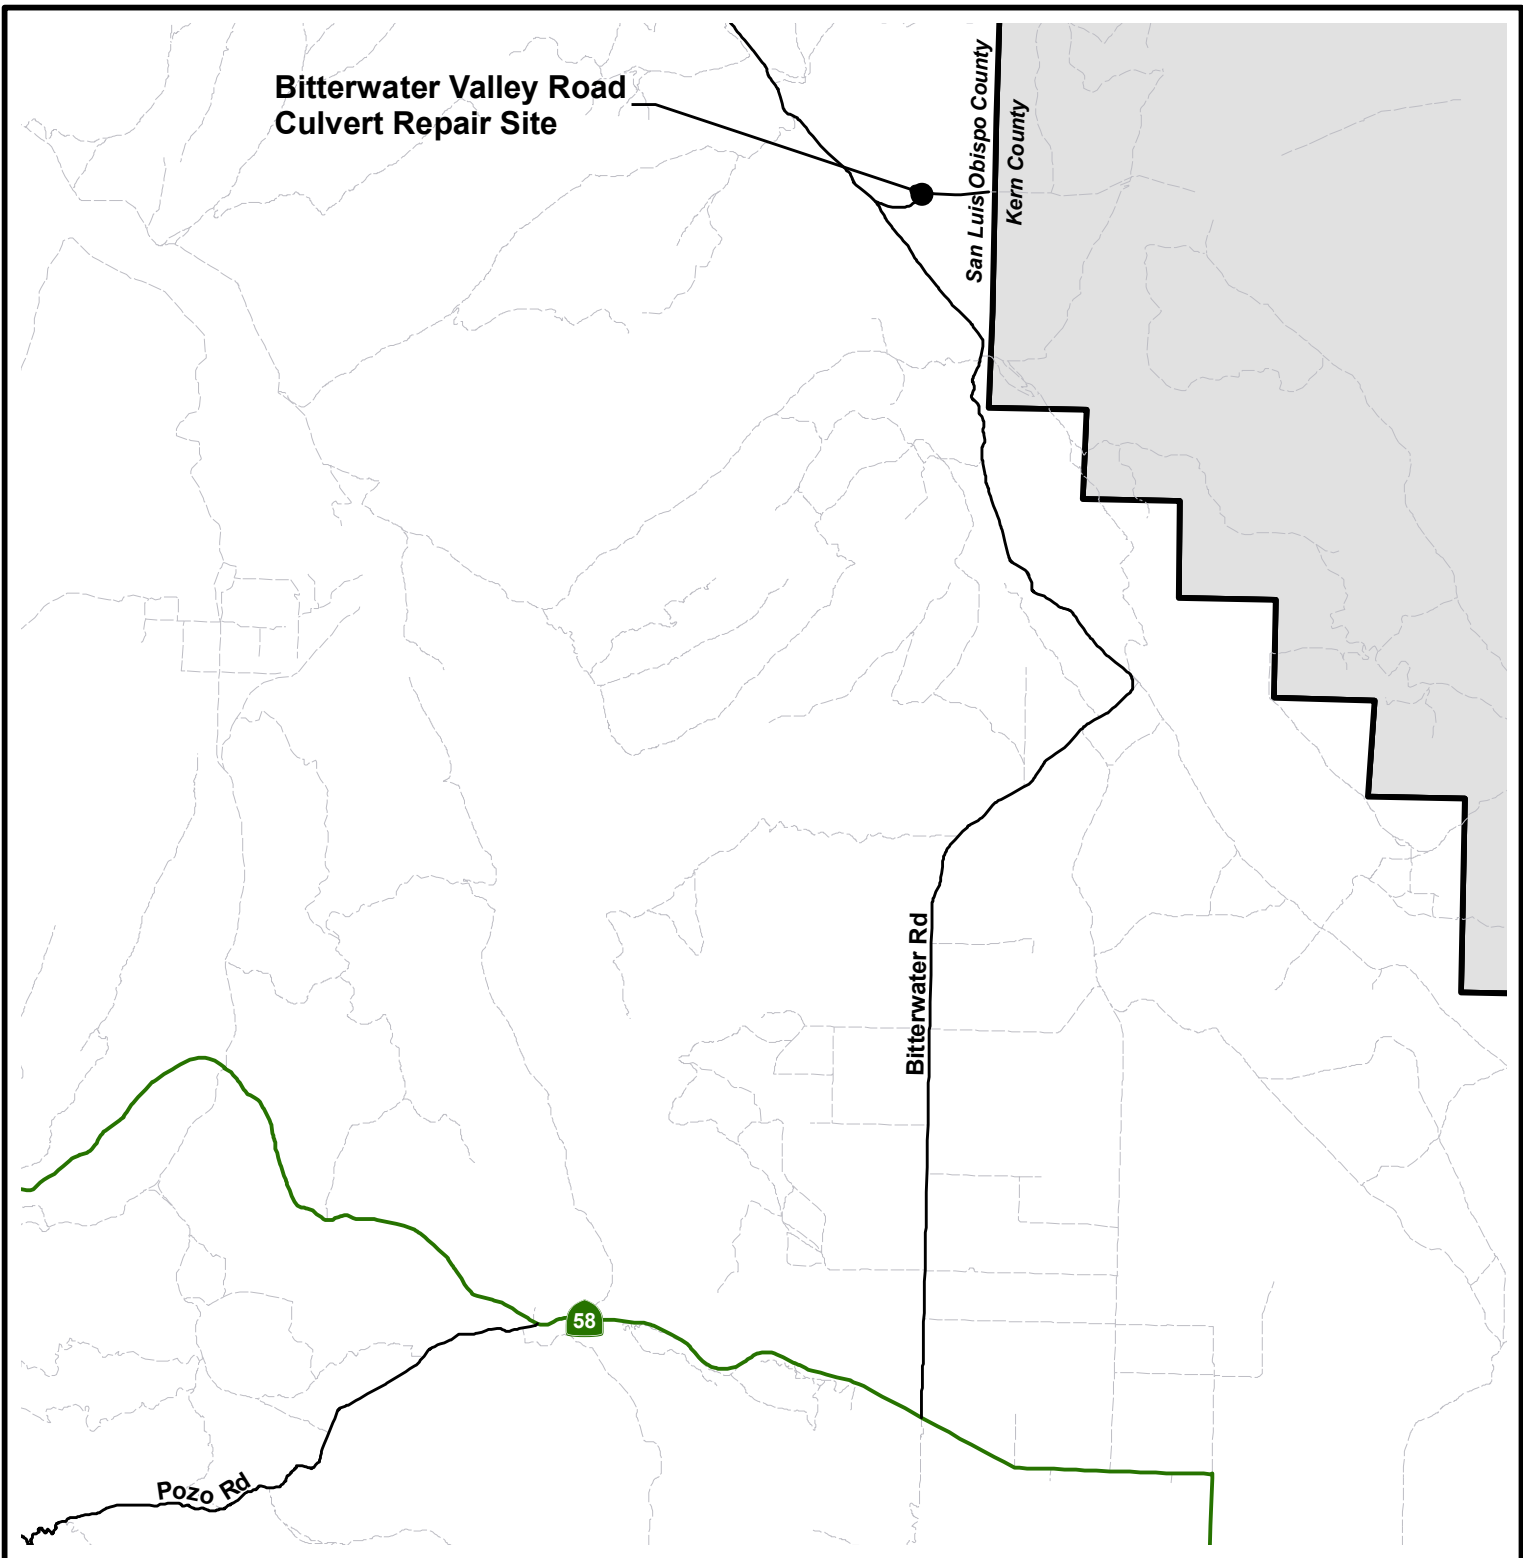 Bitterwater Valley Road
Culvert Repair Site
San Luis Obispo County
Kern County
Bitterwater Rd
58
Pozo Rd